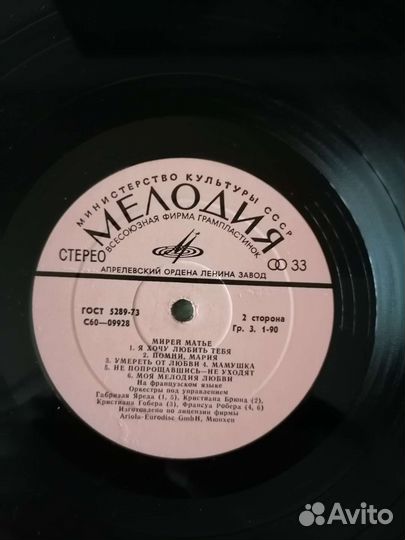 МИНИСТЕРСТВО КУЛЬТУРЫ СССР
МЕЛОДИЯ
ВСЕСОЮЗНАЯ ФИРМА ГРАМПЛАСТИНОК
СТЕРЕО
33
АПРЕЛЕВСКИЙ ОРДЕНА ЛЕНИНА ЗАВОД
ГОСТ 5289-73
С60—09928
2 сторона
Гр. 3. 1-90
МИРЕЙ МАТЬЕ
1. Я ХОЧУ ЛЮБИТЬ ТЕБЯ
2. ПОМНИ, МАРИЯ
3. УМЕРЕТЬ ОТ ЛЮБВИ 4. МАМУШКА
5. НЕ ПОПРОЩАВШИСЬ—НЕ УХОДЯТ
6. МОЯ МЕЛОДИЯ ЛЮБВИ
На французском языке
Оркестры под управлением
Габриэля Яреда (1, 5), Кристиана Брюна (2),
Кристиана Гобера (3), Франсуа Робера (4, 6)
Изготовлено по лицензии фирмы
Ariola-Eurodisc GmbH, Мюнхен
Avito